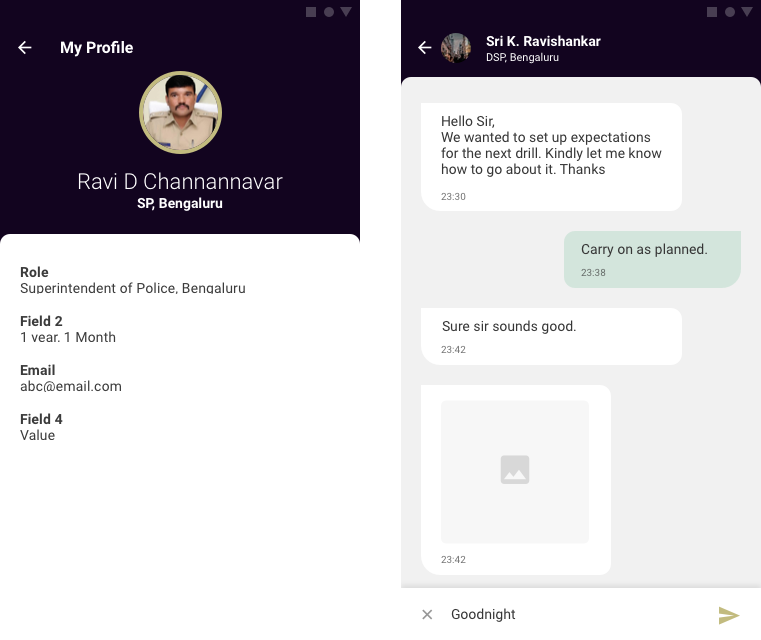 My Profile
Ravi D Channannavar
SP, Bengaluru
Role
Superintendent of Police, Bengaluru
Field 2
1 year, 1 Month
Email
abc@email.com
Field 4
Value
Sri K. Ravishankar
DSP, Bengaluru
Hello Sir,
We wanted to set up expectations
for the next drill. Kindly let me know
how to go about it. Thanks
23:30
Carry on as planned.
23:38
Sure sir sounds good.
23:42
23:42
Goodnight